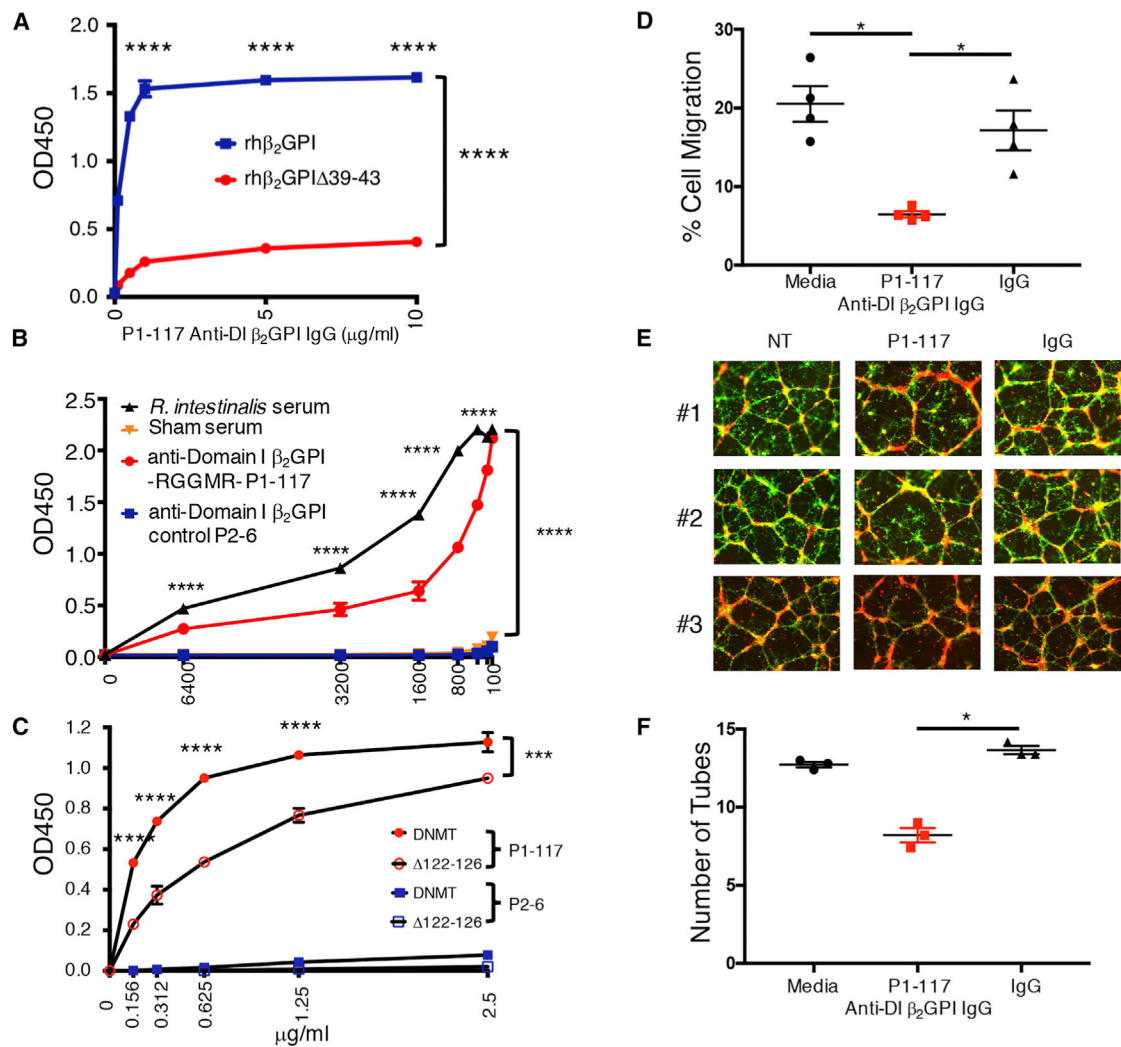 A
2.0
1.5
1.0
0.5
0.0
OD450
**** **** ****
rhβ2GPI
rhβ2GPIΔ39-43
****
0 5 10
P1-117 Anti-DI β2GPI IgG (µg/ml)
B
2.5
2.0
1.5
1.0
0.5
0.0
OD450
R. intestinalis serum
Sham serum
anti-Domain I β2GPI
-RGGMR- P1-117
anti-Domain I β2GPI
control P2-6
****
****
****
****
****
****
0 6400 3200 1600 800 100
C
1.2
1.0
0.8
0.6
0.4
0.2
0.0
OD450
****
****
****
****
***
DNMT
Δ122-126
P1-117
DNMT
Δ122-126
P2-6
0 0.156 0.312 0.625 1.25 2.5
µg/ml
D
30
20
10
0
% Cell Migration
* *
Media P1-117 IgG
Anti-DI β2GPI IgG
E
NT P1-117 IgG
#1
#2
#3
F
15
10
5
0
Number of Tubes
*
Media P1-117 IgG
Anti-DI β2GPI IgG